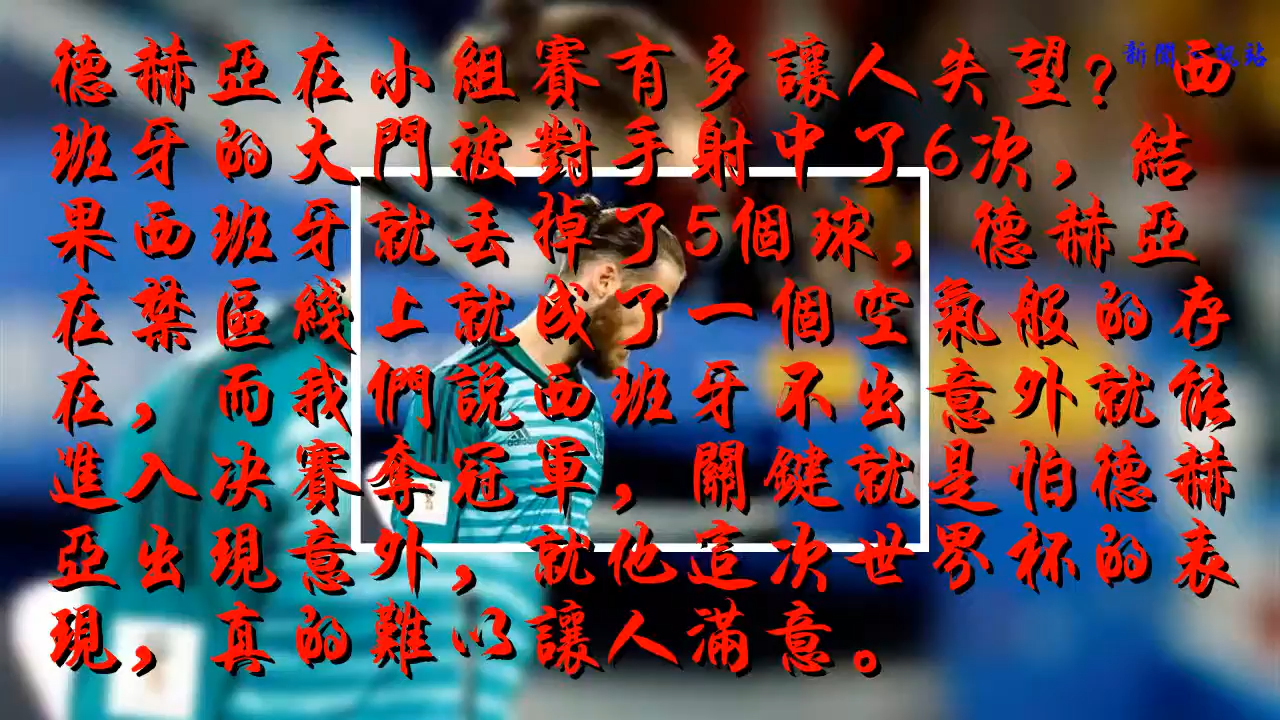 德赫亞在小組賽有多讓人失望？西
班牙的大門被對手射中了6次，結
果西班牙就丟掉了5個球，德赫亞
在禁區綫上就成了一個空氣般的存
在，而我們說西班牙不出意外就能
進入决賽奪冠軍，關鍵就是怕德赫
亞出現意外，就他這次世界杯的表
現，真的難以讓人滿意。